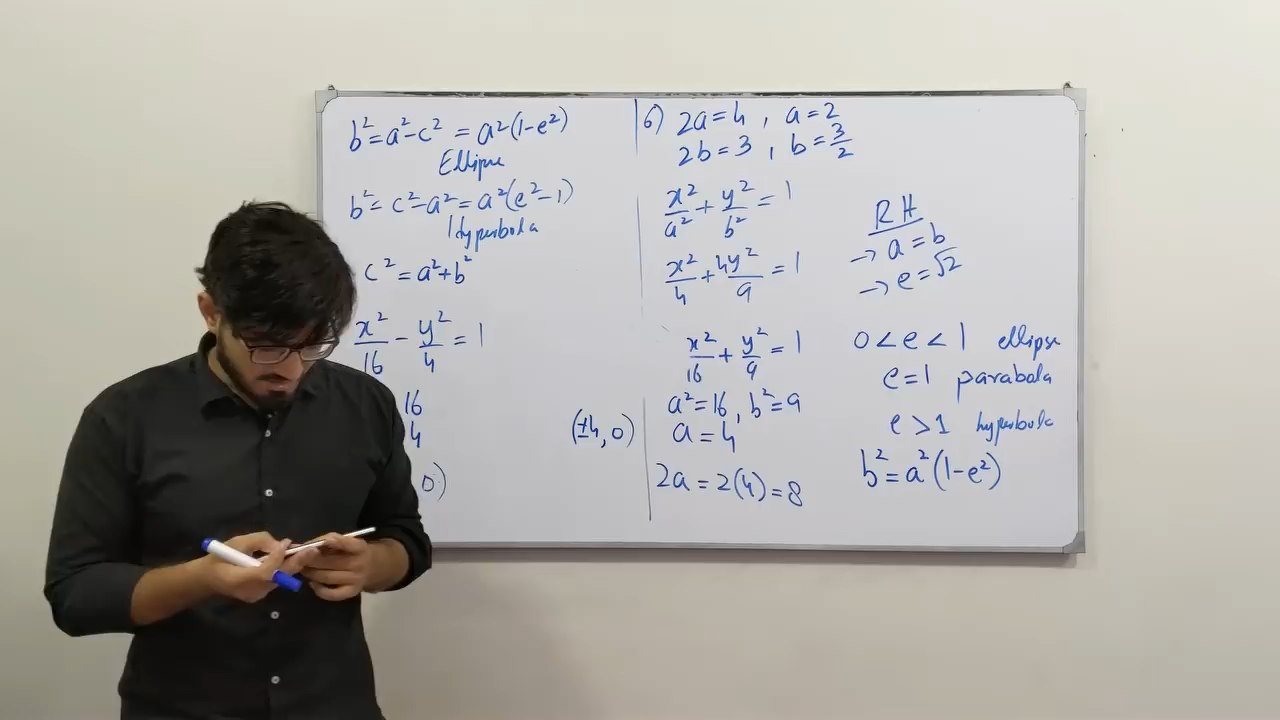 b² = a² - c² = a²(1-e²)
Ellipse
b² = c² - a² = a²(e²-1)
Hyperbola
c² = a² + b²
x²/16 - y²/4 = 1
16
4
0)
(±4, 0)
6) 2a = 4 , a = 2
2b = 3 , b = 3/2
x²/a² + y²/b² = 1
x²/4 + 4y²/9 = 1
x²/16 + y²/9 = 1
a² = 16 , b² = 9
a = 4
2a = 2(4) = 8
RH
→ a = b
→ e = √2
0 < e < 1 ellipse
e = 1 parabola
e > 1 hyperbola
b² = a²(1-e²)